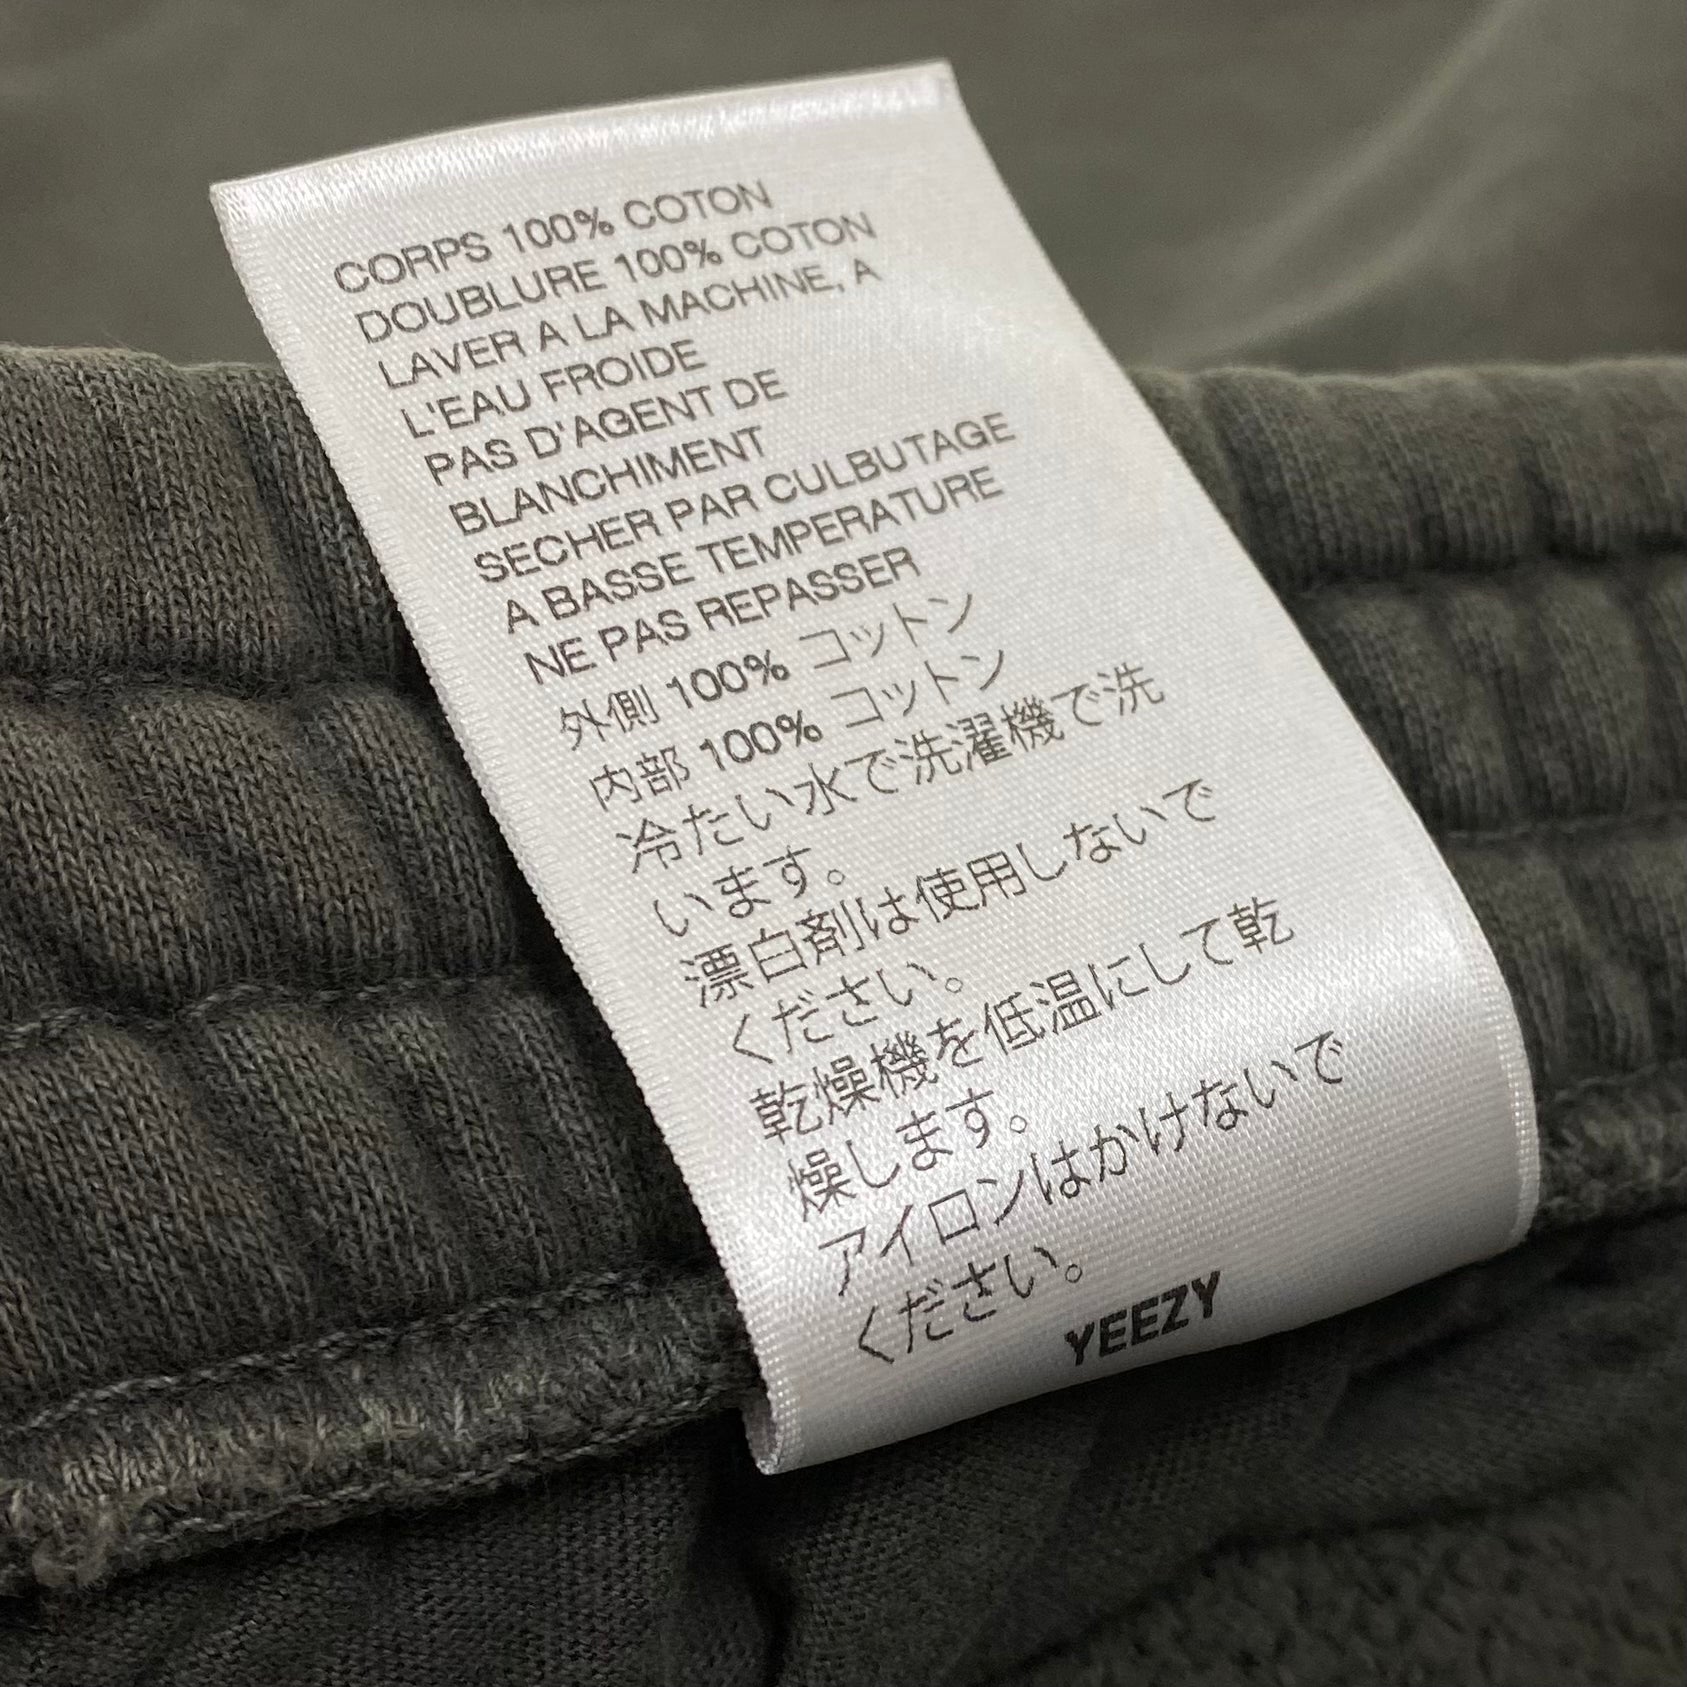 CORPS 100% COTON
DOUBLURE 100% COTON
LAVER A LA MACHINE, A
L'EAU FROIDE
PAS D'AGENT DE
BLANCHIMENT
SECHER PAR CULBUTAGE
A BASSE TEMPERATURE
NE PAS REPASSER
外側 100% コットン
内部 100% コットン
冷たい水で洗濯機で洗
います。
漂白剤は使用しないで
ください。
乾燥機を低温にして乾
燥します。
アイロンはかけないで
ください。
YEEZY